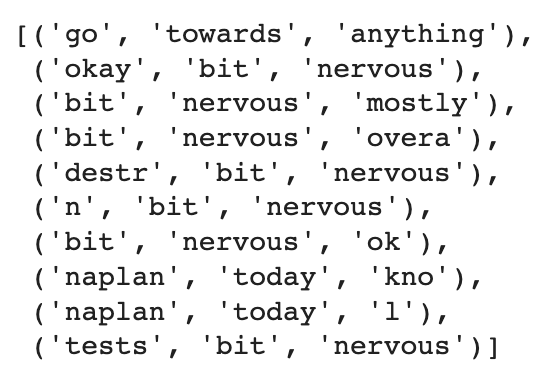 [('go', 'towards', 'anything'),
('okay', 'bit', 'nervous'),
('bit', 'nervous', 'mostly'),
('bit', 'nervous', 'overa'),
('destr', 'bit', 'nervous'),
('n', 'bit', 'nervous'),
('bit', 'nervous', 'ok'),
('naplan', 'today', 'kno'),
('naplan', 'today', 'l'),
('tests', 'bit', 'nervous')]